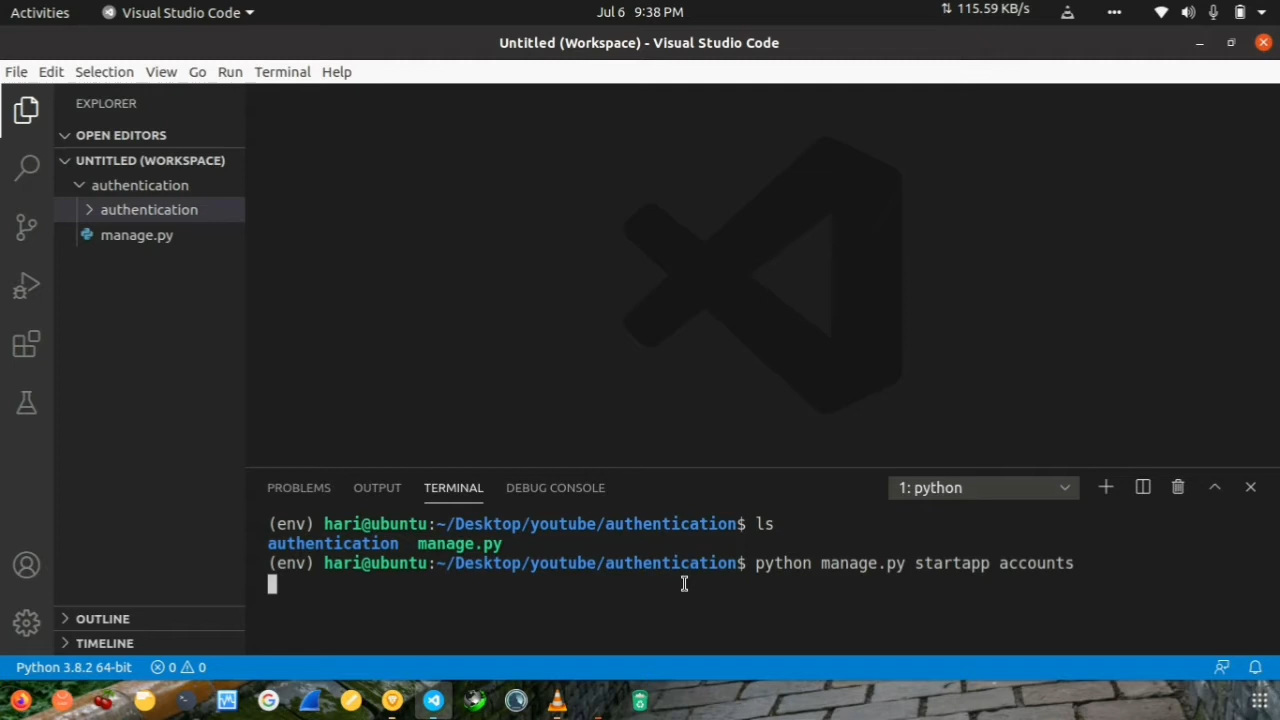 Activities Visual Studio Code Jul 6 9:38 PM 115.59 KB/s
Untitled (Workspace) - Visual Studio Code
File Edit Selection View Go Run Terminal Help
EXPLORER
OPEN EDITORS
UNTITLED (WORKSPACE)
authentication
authentication
manage.py
PROBLEMS OUTPUT TERMINAL DEBUG CONSOLE 1: python
(env) hari@ubuntu:~/Desktop/youtube/authentication$ ls
authentication manage.py
(env) hari@ubuntu:~/Desktop/youtube/authentication$ python manage.py startapp accounts
OUTLINE
TIMELINE
Python 3.8.2 64-bit 0 0